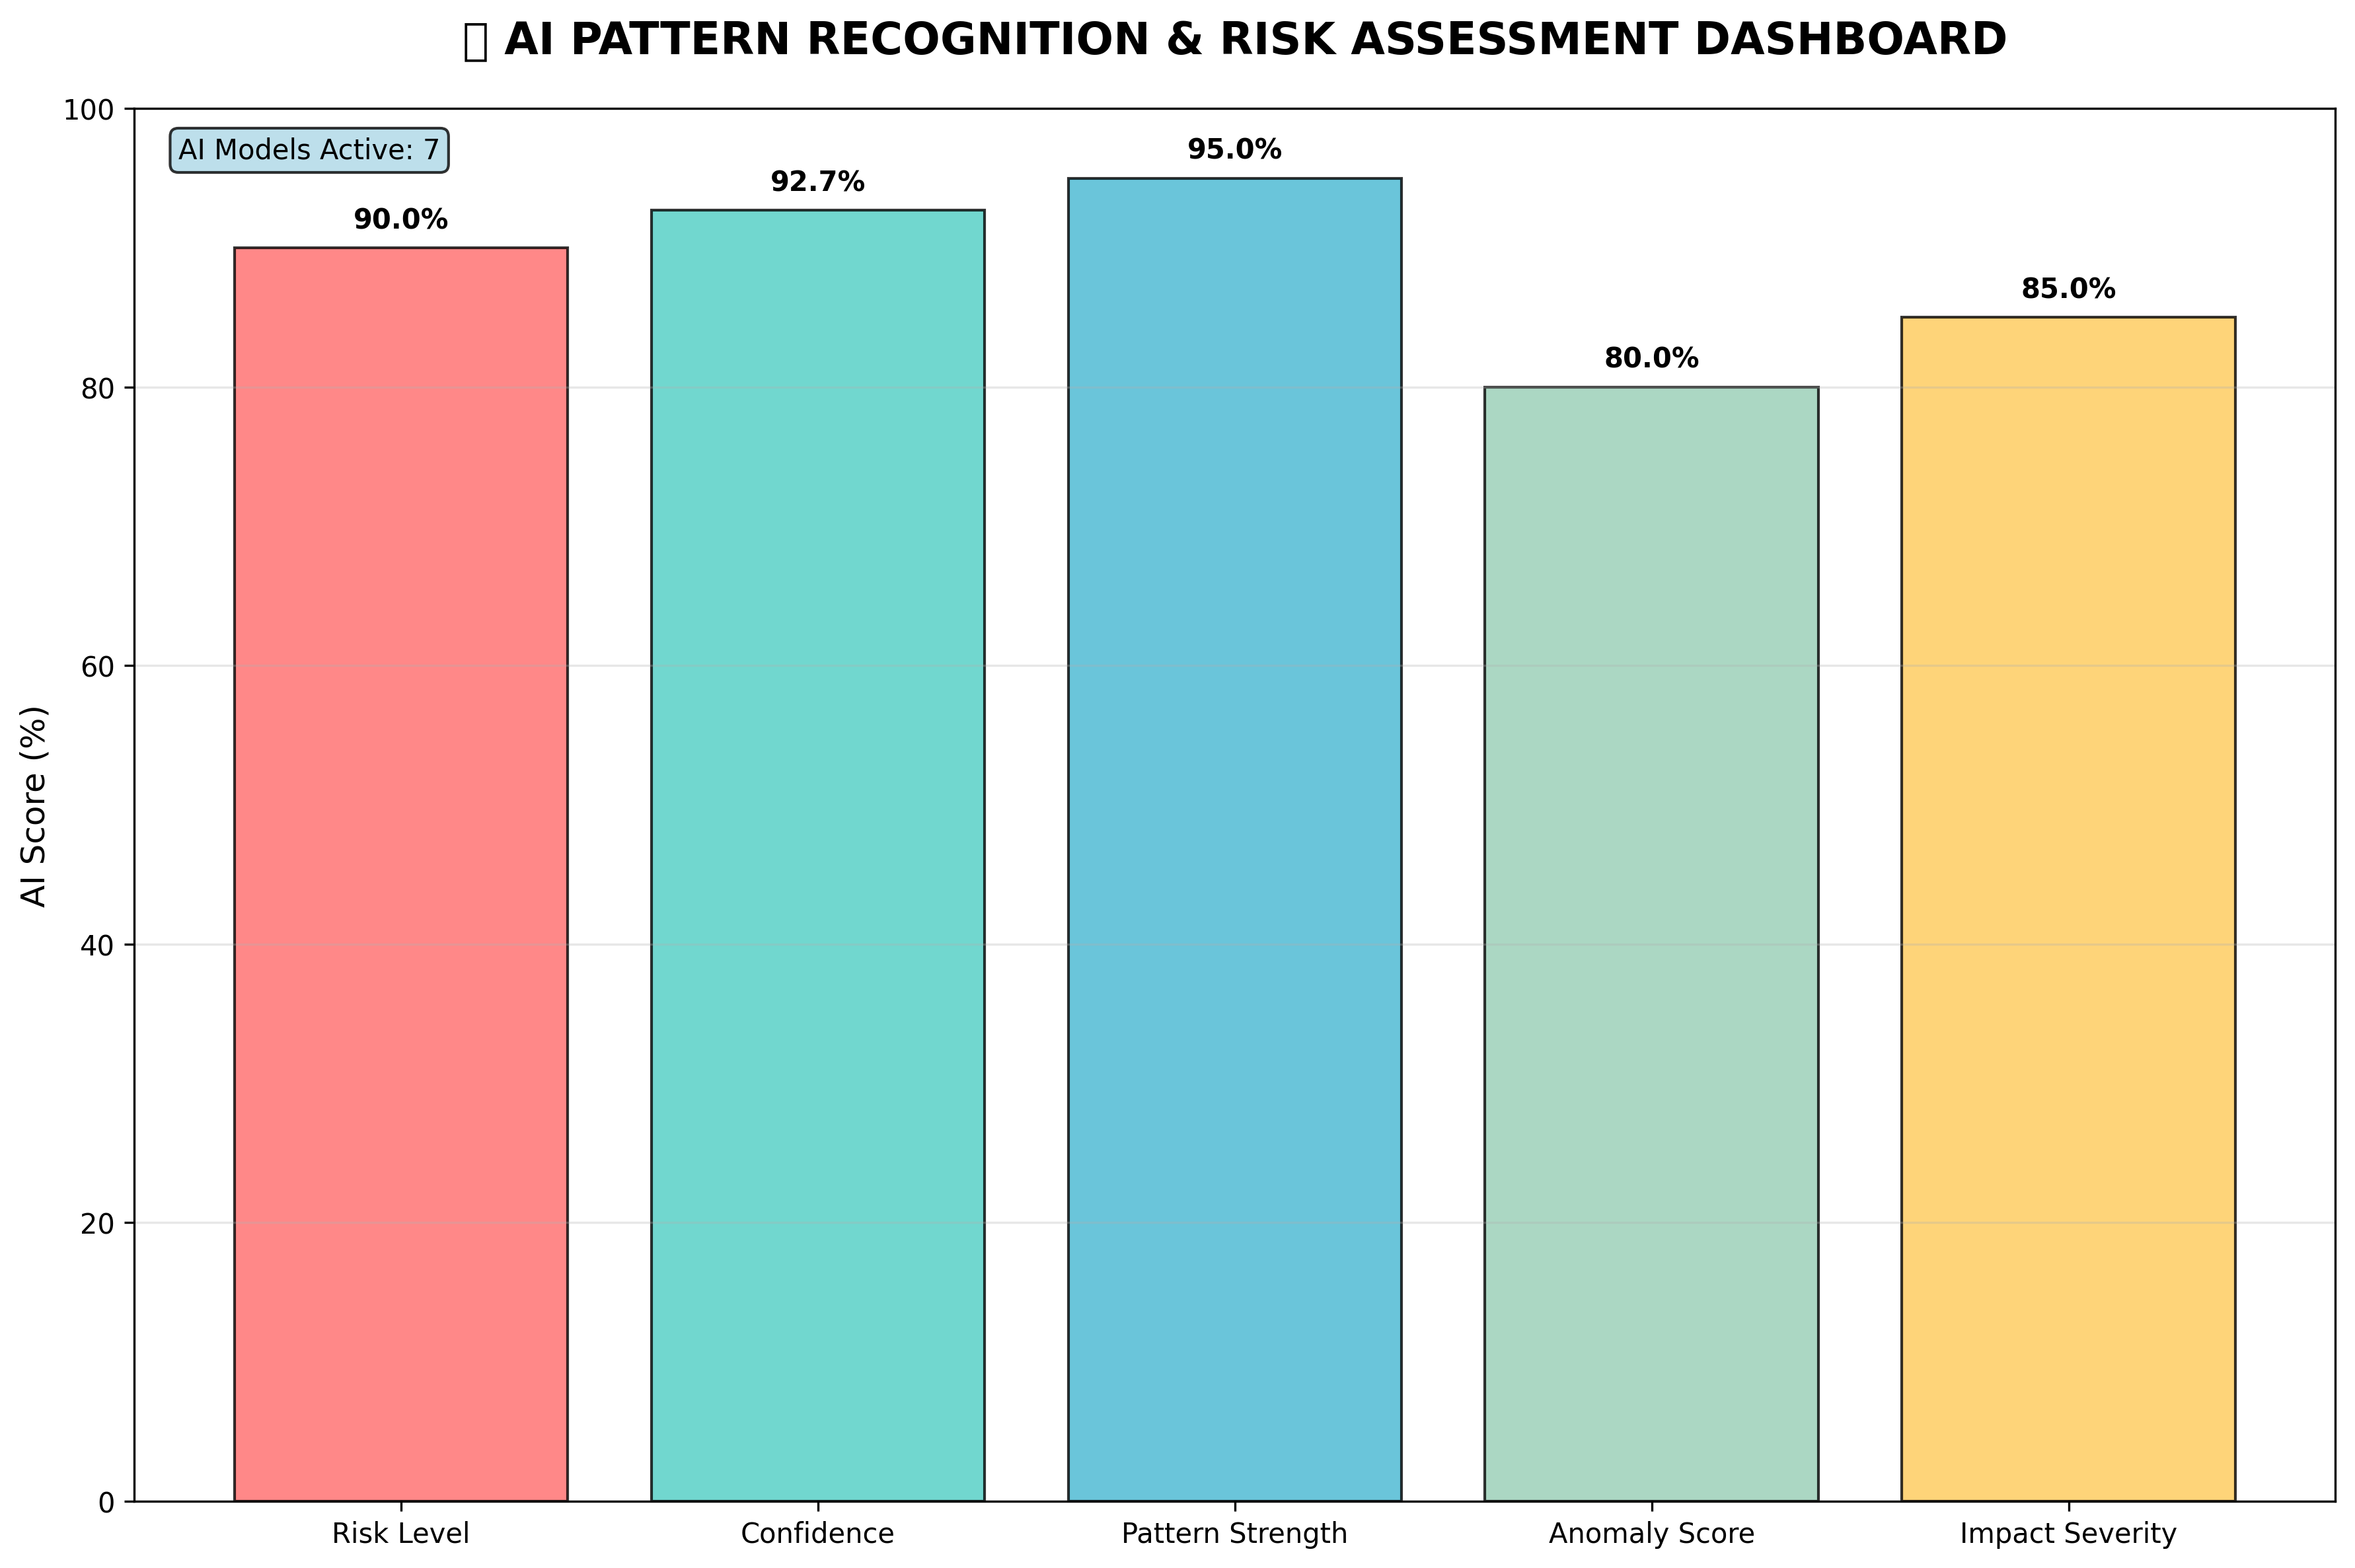 AI PATTERN RECOGNITION & RISK ASSESSMENT DASHBOARD
100
80
60
40
20
0
AI Score (%)
AI Models Active: 7
90.0%
92.7%
95.0%
80.0%
85.0%
Risk Level
Confidence
Pattern Strength
Anomaly Score
Impact Severity